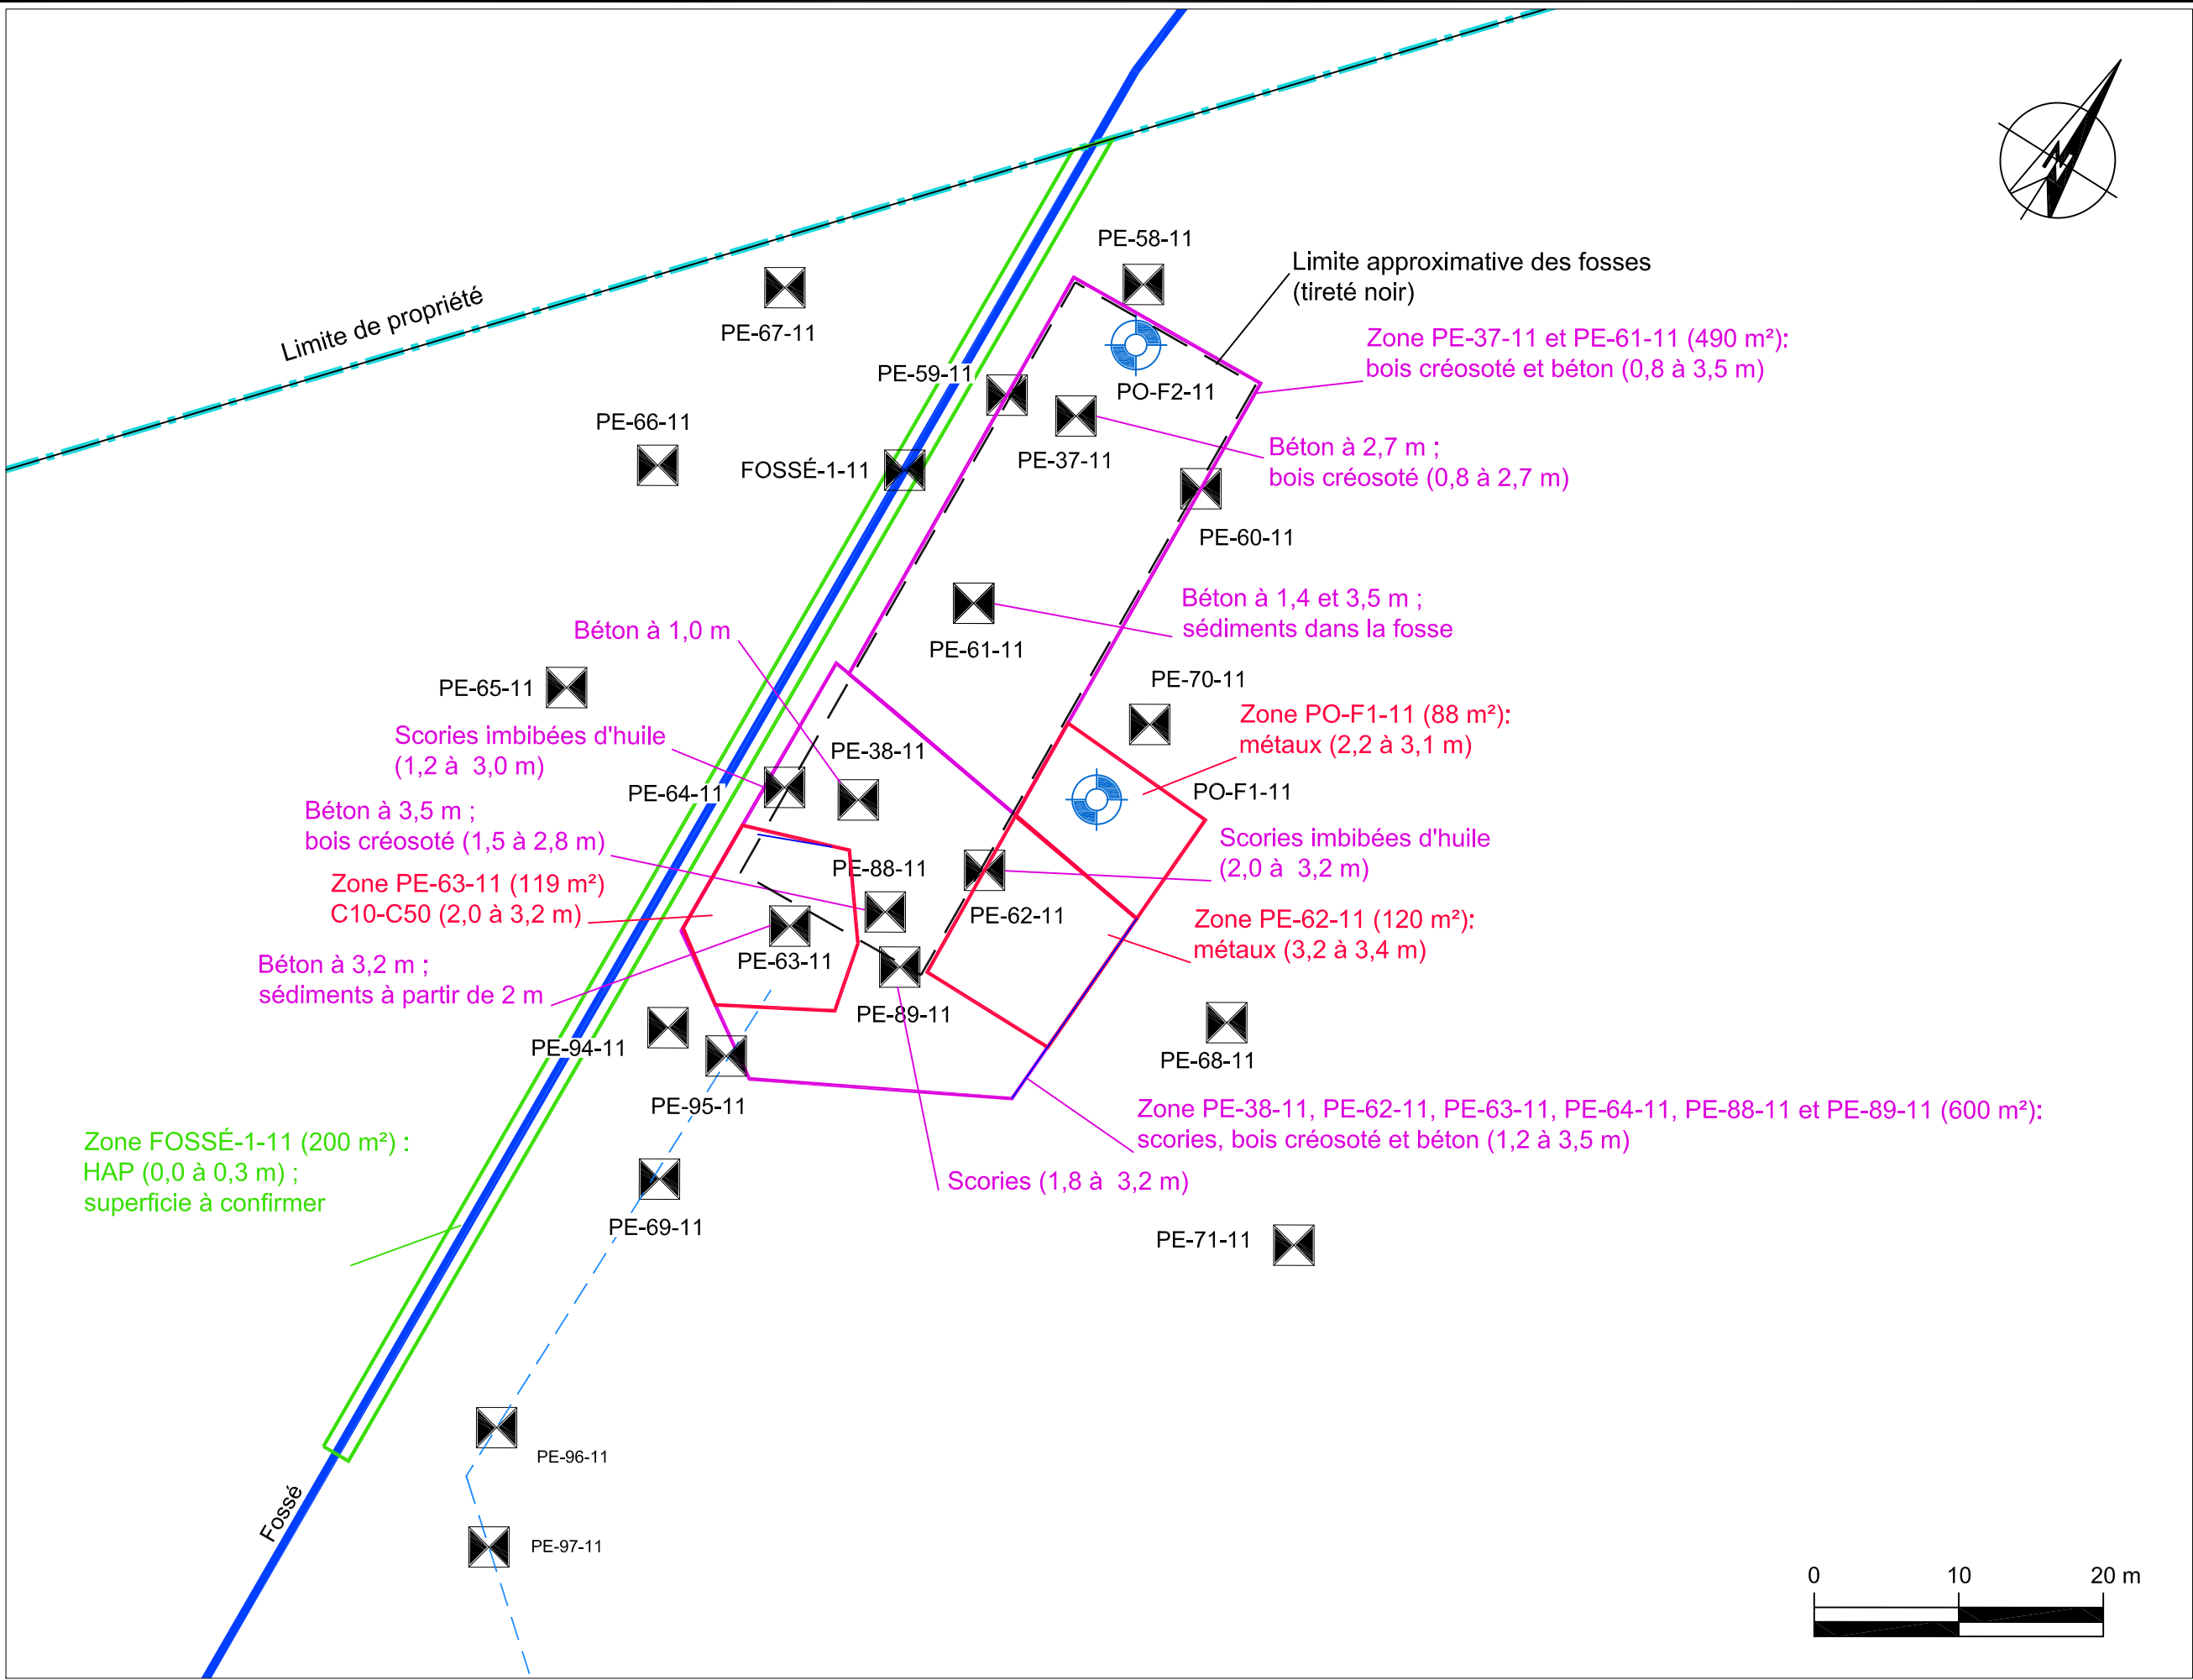 N
PE-58-11
Limite approximative des fosses
(tireté noir)
Limite de propriété
PE-67-11
Zone PE-37-11 et PE-61-11 (490 m²):
bois créosoté et béton (0,8 à 3,5 m)
PE-59-11
PO-F2-11
PE-66-11
FOSSÉ-1-11
PE-37-11
Béton à 2,7 m ;
bois créosoté (0,8 à 2,7 m)
PE-60-11
Béton à 1,4 et 3,5 m ;
sédiments dans la fosse
Béton à 1,0 m
PE-61-11
PE-65-11
PE-70-11
Scories imbibées d'huile
(1,2 à 3,0 m)
PE-38-11
Zone PO-F1-11 (88 m²):
métaux (2,2 à 3,1 m)
PE-64-11
PO-F1-11
Béton à 3,5 m ;
bois créosoté (1,5 à 2,8 m)
Scories imbibées d'huile
(2,0 à 3,2 m)
PE-88-11
Zone PE-63-11 (119 m²)
C10-C50 (2,0 à 3,2 m)
PE-62-11
Zone PE-62-11 (120 m²):
métaux (3,2 à 3,4 m)
PE-63-11
Béton à 3,2 m ;
sédiments à partir de 2 m
PE-89-11
PE-94-11
PE-68-11
PE-95-11
Zone PE-38-11, PE-62-11, PE-63-11, PE-64-11, PE-88-11 et PE-89-11 (600 m²):
scories, bois créosoté et béton (1,2 à 3,5 m)
Zone FOSSÉ-1-11 (200 m²) :
HAP (0,0 à 0,3 m) ;
superficie à confirmer
Scories (1,8 à 3,2 m)
PE-69-11
PE-71-11
PE-96-11
Fossé
PE-97-11
0 10 20 m